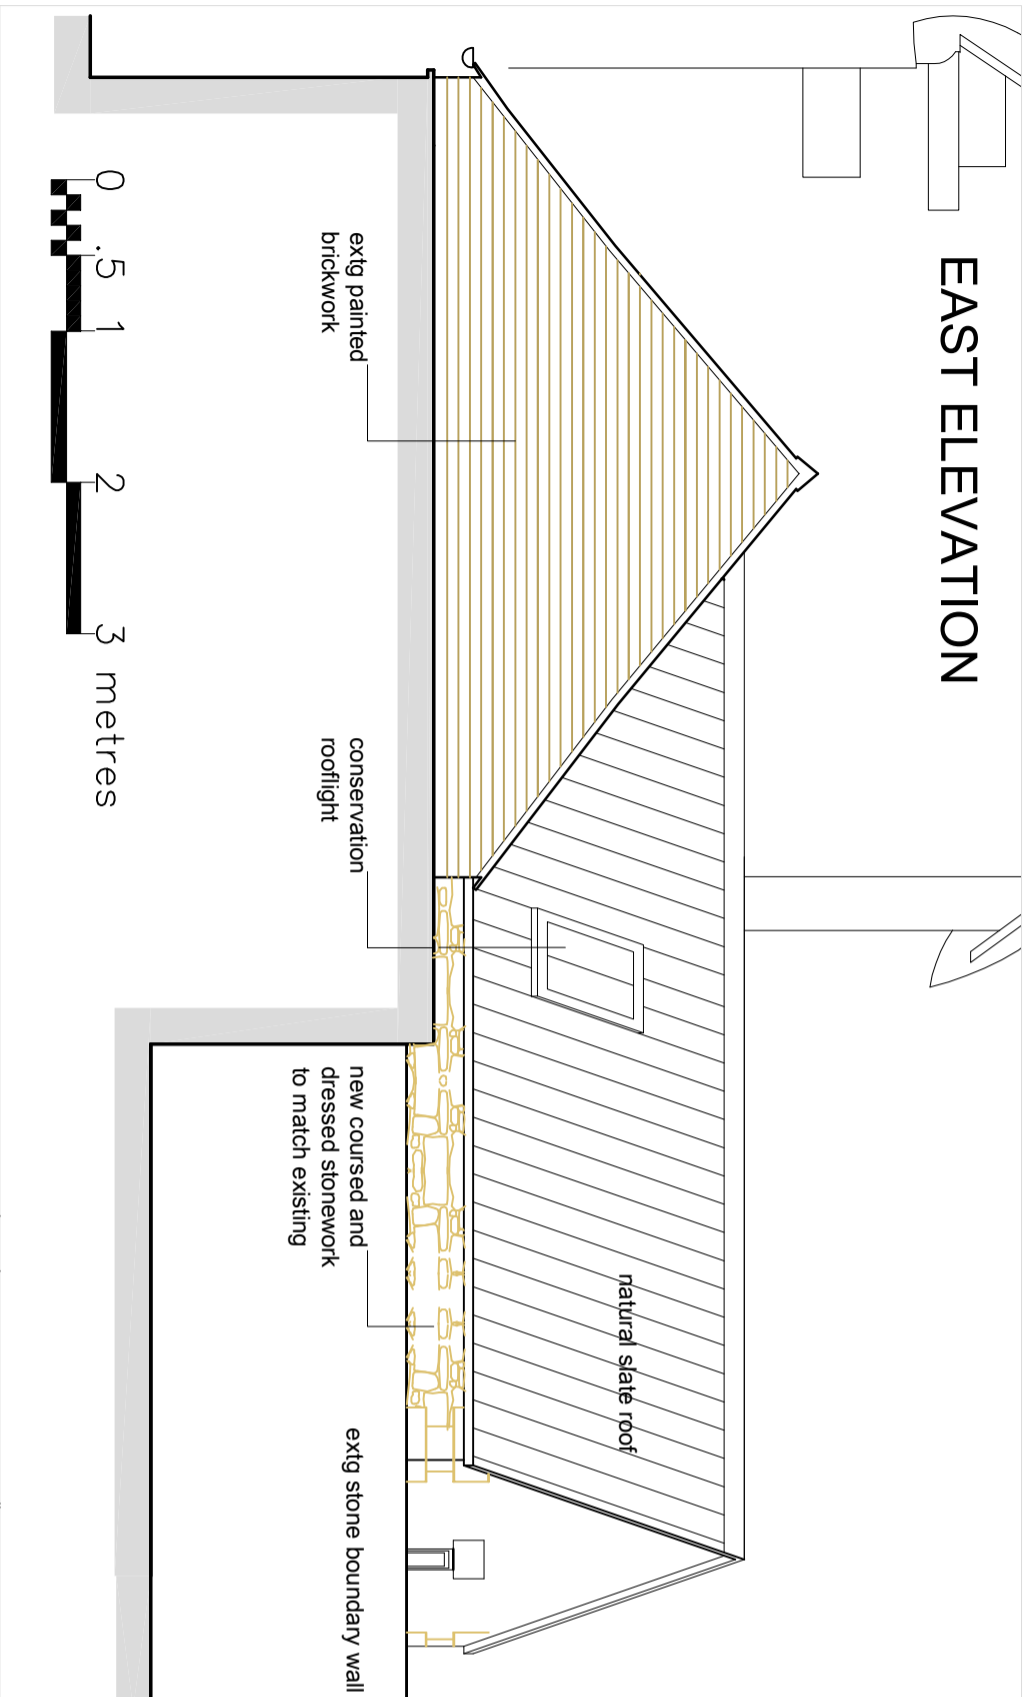 EAST ELEVATION
natural slate roof
extg painted
brickwork
conservation
rooflight
new coursed and
dressed stonework
to match existing
extg stone boundary wall
0 .5 1 2 3 metres